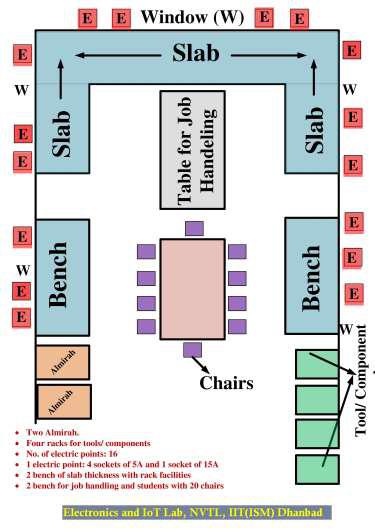 E E Window (W) E E
E Slab E
W W
E Slab Slab E
E E
E Table for Job Handeling E
E Bench Bench E
W E
E E
E W
Almirah
Almirah
Chairs
Tool/ Component
Two Almirah.
Four racks for tools/ components
No. of electric points: 16
1 electric point: 4 sockets of 5A and 1 socket of 15A
2 bench of slab thickness with rack facilities
2 bench for job handling and students with 20 chairs
Electronics and IoT Lab, NVTL, IIT(ISM) Dhanbad